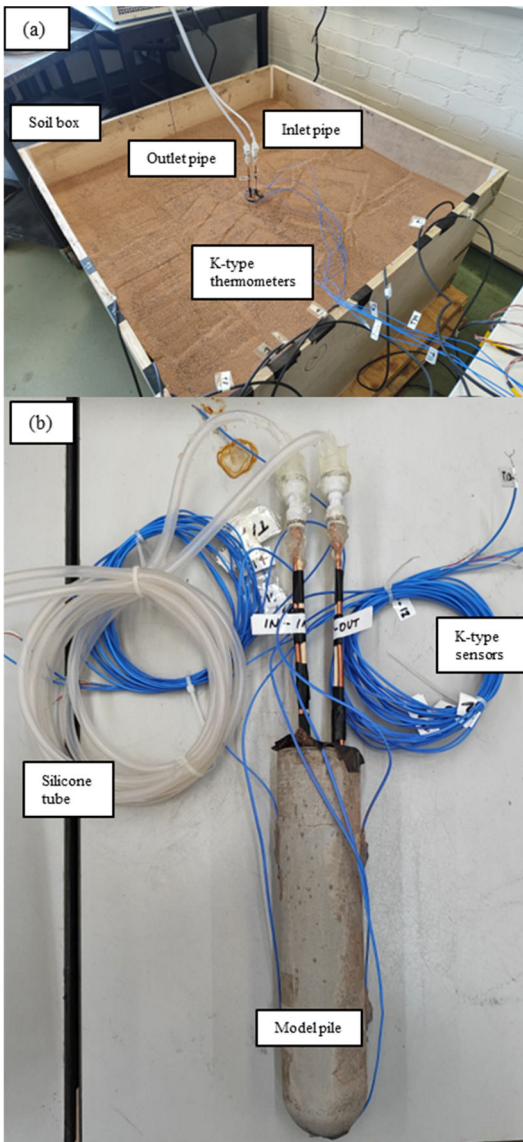 (a)
Soil box
Inlet pipe
Outlet pipe
K-type
thermometers
(b)
IN
OUT
K-type
sensors
Silicone
tube
Model pile